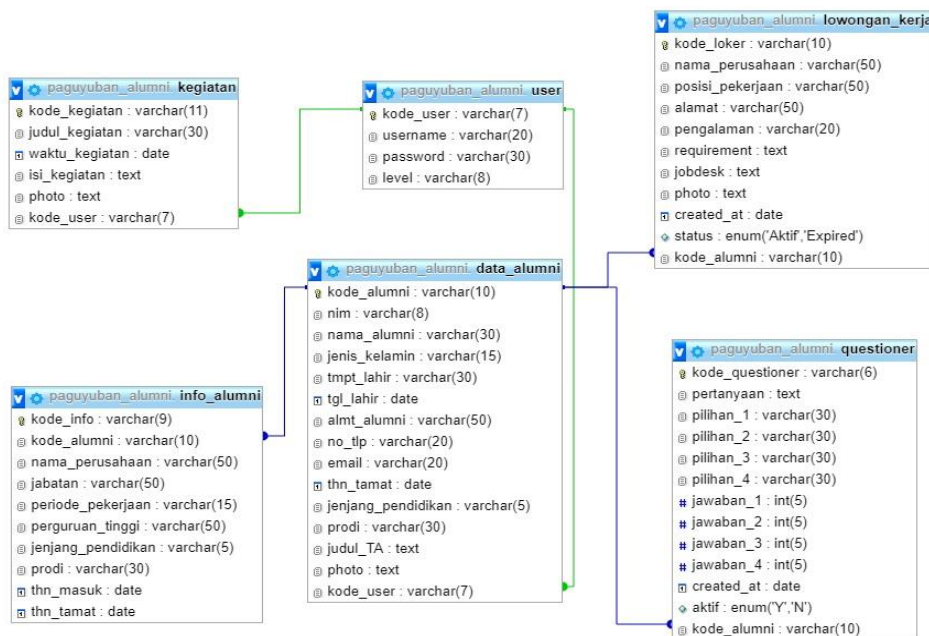 paguyuban_alumni kegiatan
kode_kegiatan : varchar(11)
judul_kegiatan : varchar(30)
waktu_kegiatan : date
isi_kegiatan : text
photo : text
kode_user : varchar(7)
paguyuban_alumni user
kode_user : varchar(7)
username : varchar(20)
password : varchar(30)
level : varchar(8)
paguyuban_alumni lowongan_kerja
kode_loker : varchar(10)
nama_perusahaan : varchar(50)
posisi_pekerjaan : varchar(50)
alamat : varchar(50)
pengalaman : varchar(20)
requirement : text
jobdesk : text
photo : text
created_at : date
status : enum('Aktif','Expired')
kode_alumni : varchar(10)
paguyuban_alumni info_alumni
kode_info : varchar(9)
kode_alumni : varchar(10)
nama_perusahaan : varchar(50)
jabatan : varchar(50)
periode_pekerjaan : varchar(15)
perguruan_tinggi : varchar(50)
jenjang_pendidikan : varchar(5)
prodi : varchar(30)
thn_masuk : date
thn_tamat : date
paguyuban_alumni data_alumni
kode_alumni : varchar(10)
nim : varchar(8)
nama_alumni : varchar(30)
jenis_kelamin : varchar(15)
tmpt_lahir : varchar(30)
tgl_lahir : date
almt_alumni : varchar(50)
no_tlp : varchar(20)
email : varchar(20)
thn_tamat : date
jenjang_pendidikan : varchar(5)
prodi : varchar(30)
judul_TA : text
photo : text
kode_user : varchar(7)
paguyuban_alumni questioner
kode_questioner : varchar(6)
pertanyaan : text
pilihan_1 : varchar(30)
pilihan_2 : varchar(30)
pilihan_3 : varchar(30)
pilihan_4 : varchar(30)
# jawaban_1 : int(5)
# jawaban_2 : int(5)
# jawaban_3 : int(5)
# jawaban_4 : int(5)
created_at : date
aktif : enum('Y','N')
kode_alumni : varchar(10)